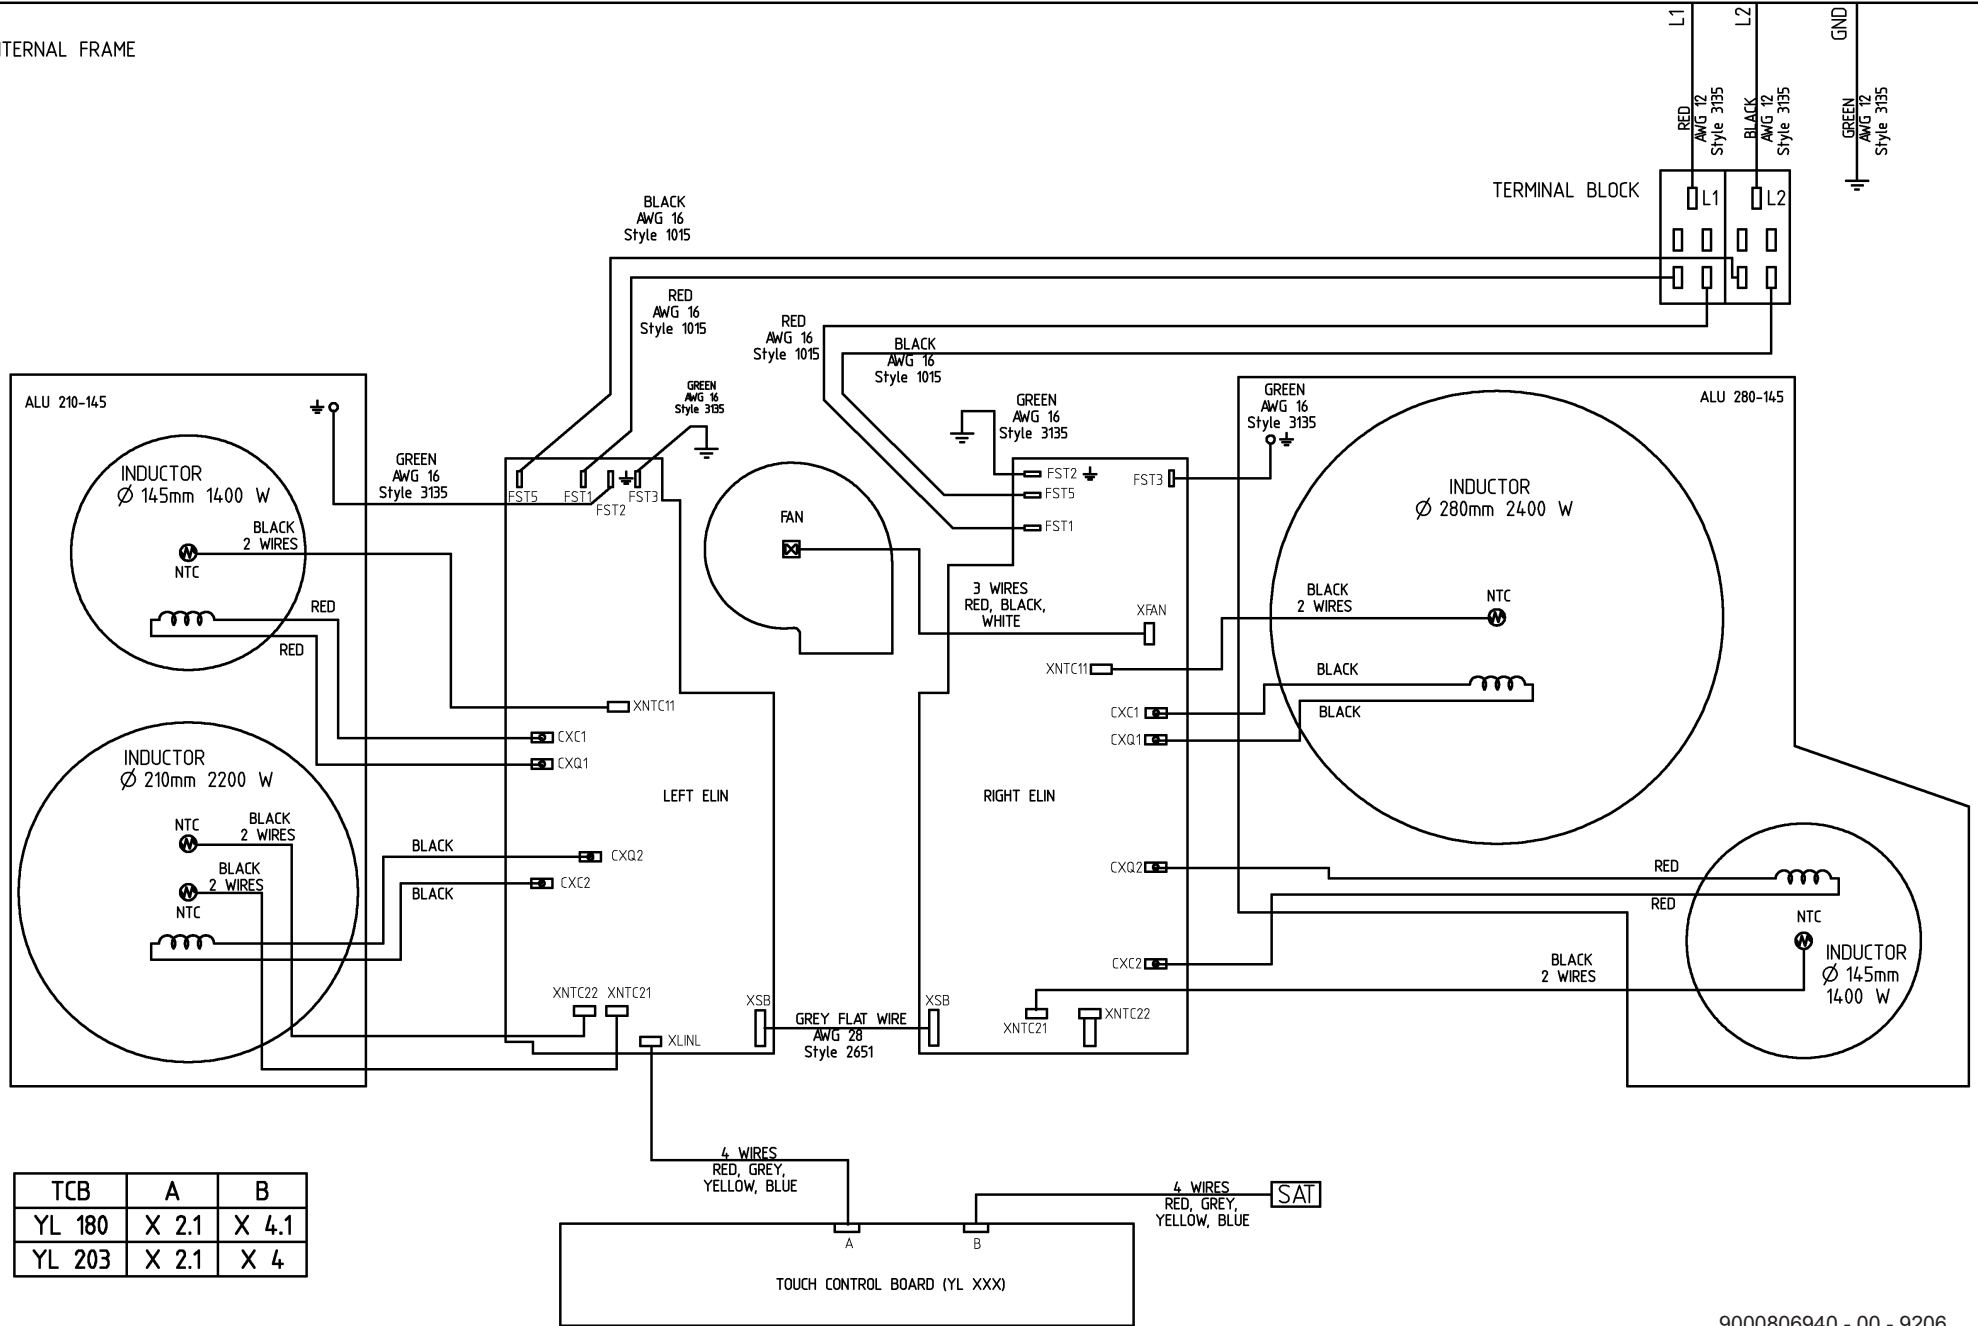 L1
L2
GND
NTERNAL FRAME
RED
AWG 12
Style 3135
BLACK
AWG 12
Style 3135
GREEN
AWG 12
Style 3135
TERMINAL BLOCK
L1
L2
BLACK
AWG 16
Style 1015
RED
AWG 16
Style 1015
RED
AWG 16
Style 1015
BLACK
AWG 16
Style 1015
GREEN
AWG 16
Style 3135
GREEN
AWG 16
Style 3135
GREEN
AWG 16
Style 3135
ALU 210-145
ALU 280-145
GREEN
AWG 16
Style 3135
INDUCTOR
Ø 145mm 1400 W
BLACK
2 WIRES
NTC
RED
RED
FST5
FST1
FST2
FST3
FAN
FST2
FST5
FST1
FST3
INDUCTOR
Ø 280mm 2400 W
3 WIRES
RED, BLACK,
WHITE
XFAN
BLACK
2 WIRES
NTC
XNTC11
XNTC11
BLACK
BLACK
CXC1
CXQ1
CXC1
CXQ1
INDUCTOR
Ø 210mm 2200 W
LEFT ELIN
RIGHT ELIN
NTC
BLACK
2 WIRES
BLACK
2 WIRES
NTC
BLACK
BLACK
CXQ2
CXC2
CXQ2
RED
RED
NTC
INDUCTOR
Ø 145mm
1400 W
CXC2
BLACK
2 WIRES
XNTC22
XNTC21
XSB
XSB
GREY FLAT WIRE
AWG 28
Style 2651
XNTC21
XNTC22
XLINL
4 WIRES
RED, GREY,
YELLOW, BLUE
4 WIRES
RED, GREY,
YELLOW, BLUE
SAT
TCB A B
YL 180 X 2.1 X 4.1
YL 203 X 2.1 X 4
A
B
TOUCH CONTROL BOARD (YL XXX)
9000806940 - 00 - 9206